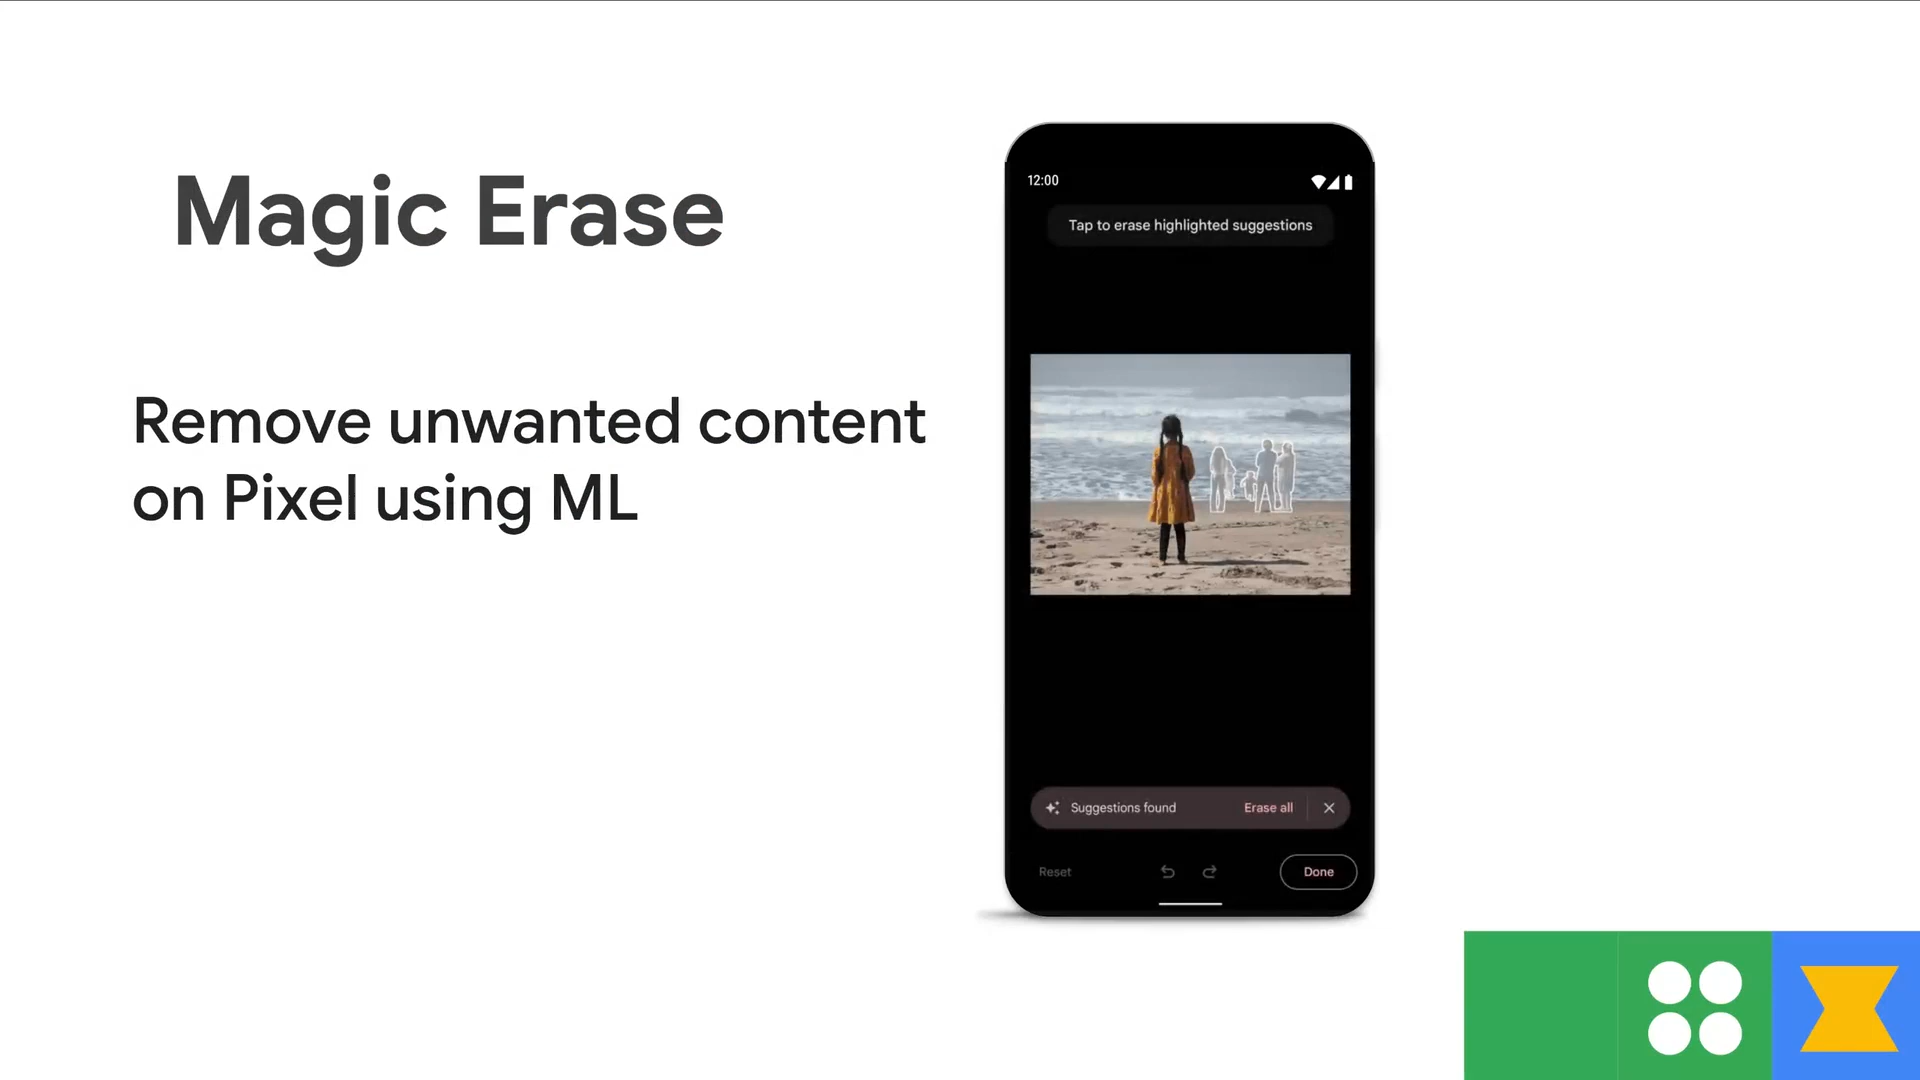 Magic Erase
Remove unwanted content
on Pixel using ML
12:00
Tap to erase highlighted suggestions
Suggestions found
Erase all
Reset
Done